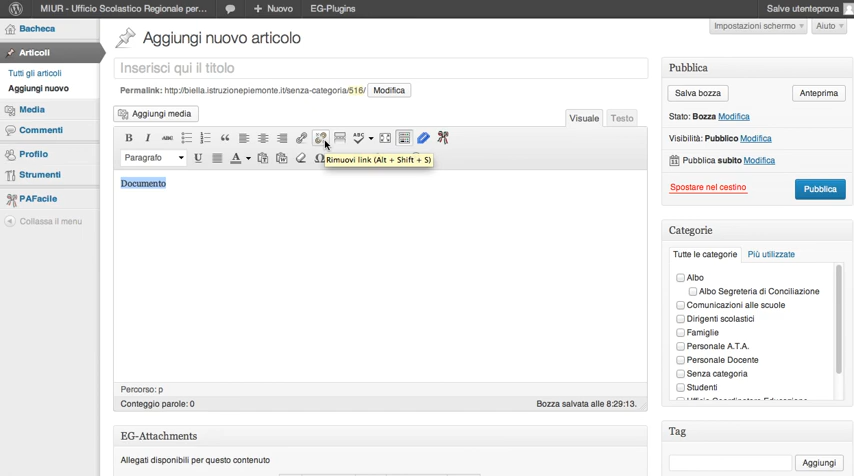 MIUR - Ufficio Scolastico Regionale per...
Nuovo
EG-Plugins
Salve utenteprova
Bacheca
Articoli
Tutti gli articoli
Aggiungi nuovo
Media
Commenti
Profilo
Strumenti
PAFacile
Collassa il menu
Impostazioni schermo
Aiuto
Aggiungi nuovo articolo
Inserisci qui il titolo
Permalink: http://biella.istruzionepiemonte.it/senza-categoria/516/ Modifica
Aggiungi media
Visuale
Testo
B I ABC ABC
Paragrafo U A Ω
Rimuovi link (Alt + Shift + S)
Documento
Percorso: p
Conteggio parole: 0
Bozza salvata alle 8:29:13.
EG-Attachments
Allegati disponibili per questo contenuto
Pubblica
Salva bozza
Anteprima
Stato: Bozza Modifica
Visibilità: Pubblico Modifica
Pubblica subito Modifica
Spostare nel cestino
Pubblica
Categorie
Tutte le categorie
Più utilizzate
Albo
Albo Segreteria di Conciliazione
Comunicazioni alle scuole
Dirigenti scolastici
Famiglie
Personale A.T.A.
Personale Docente
Senza categoria
Studenti
Tag
Aggiungi